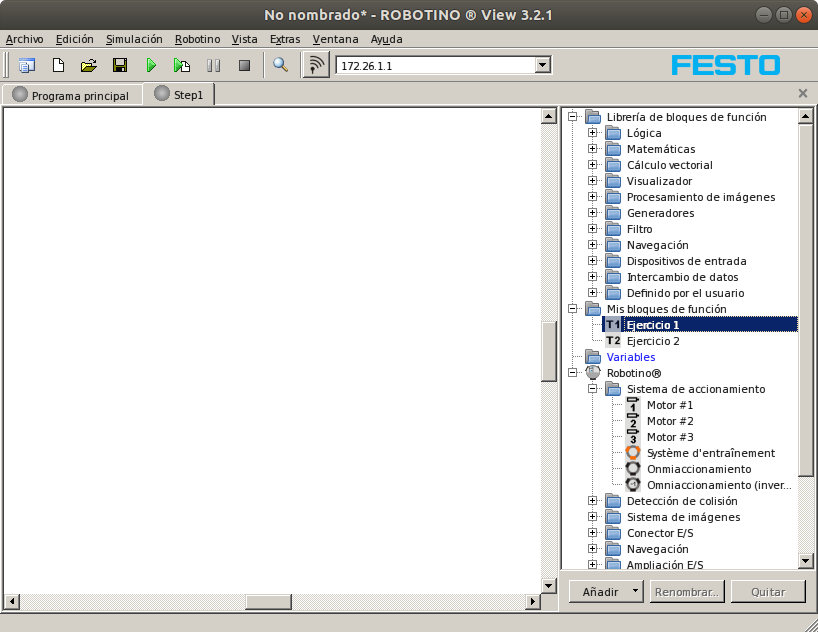 No nombrado* - ROBOTINO ® View 3.2.1
Archivo Edición Simulación Robotino Vista Extras Ventana Ayuda
172.26.1.1
FESTO
Programa principal Step1
Librería de bloques de función
Lógica
Matemáticas
Cálculo vectorial
Visualizador
Procesamiento de imágenes
Generadores
Filtro
Navegación
Dispositivos de entrada
Intercambio de datos
Definido por el usuario
Mis bloques de función
T1 Ejercicio 1
T2 Ejercicio 2
Variables
Robotino®
Sistema de accionamiento
1 Motor #1
2 Motor #2
3 Motor #3
Système d'entraînement
Onmiaccionamiento
Omniaccionamiento (inver...
Detección de colisión
Sistema de imágenes
Conector E/S
Navegación
Ampliación E/S
Añadir Renombrar... Quitar